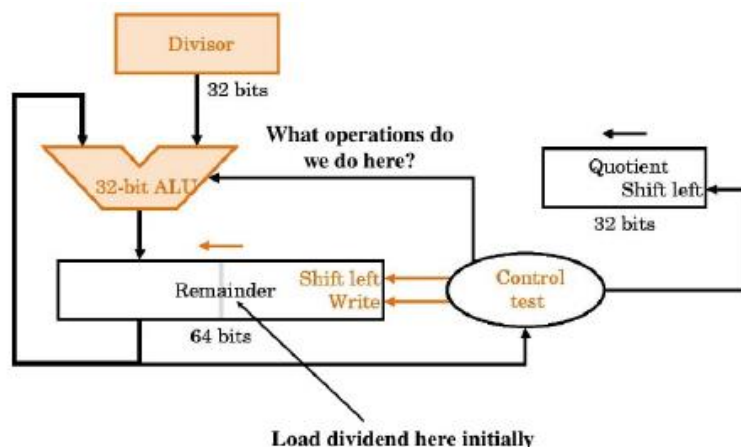 Divisor
32 bits
What operations do
we do here?
32-bit ALU
Quotient
Shift left
32 bits
Shift left
Remainder
Write
Control
test
64 bits
Load dividend here initially